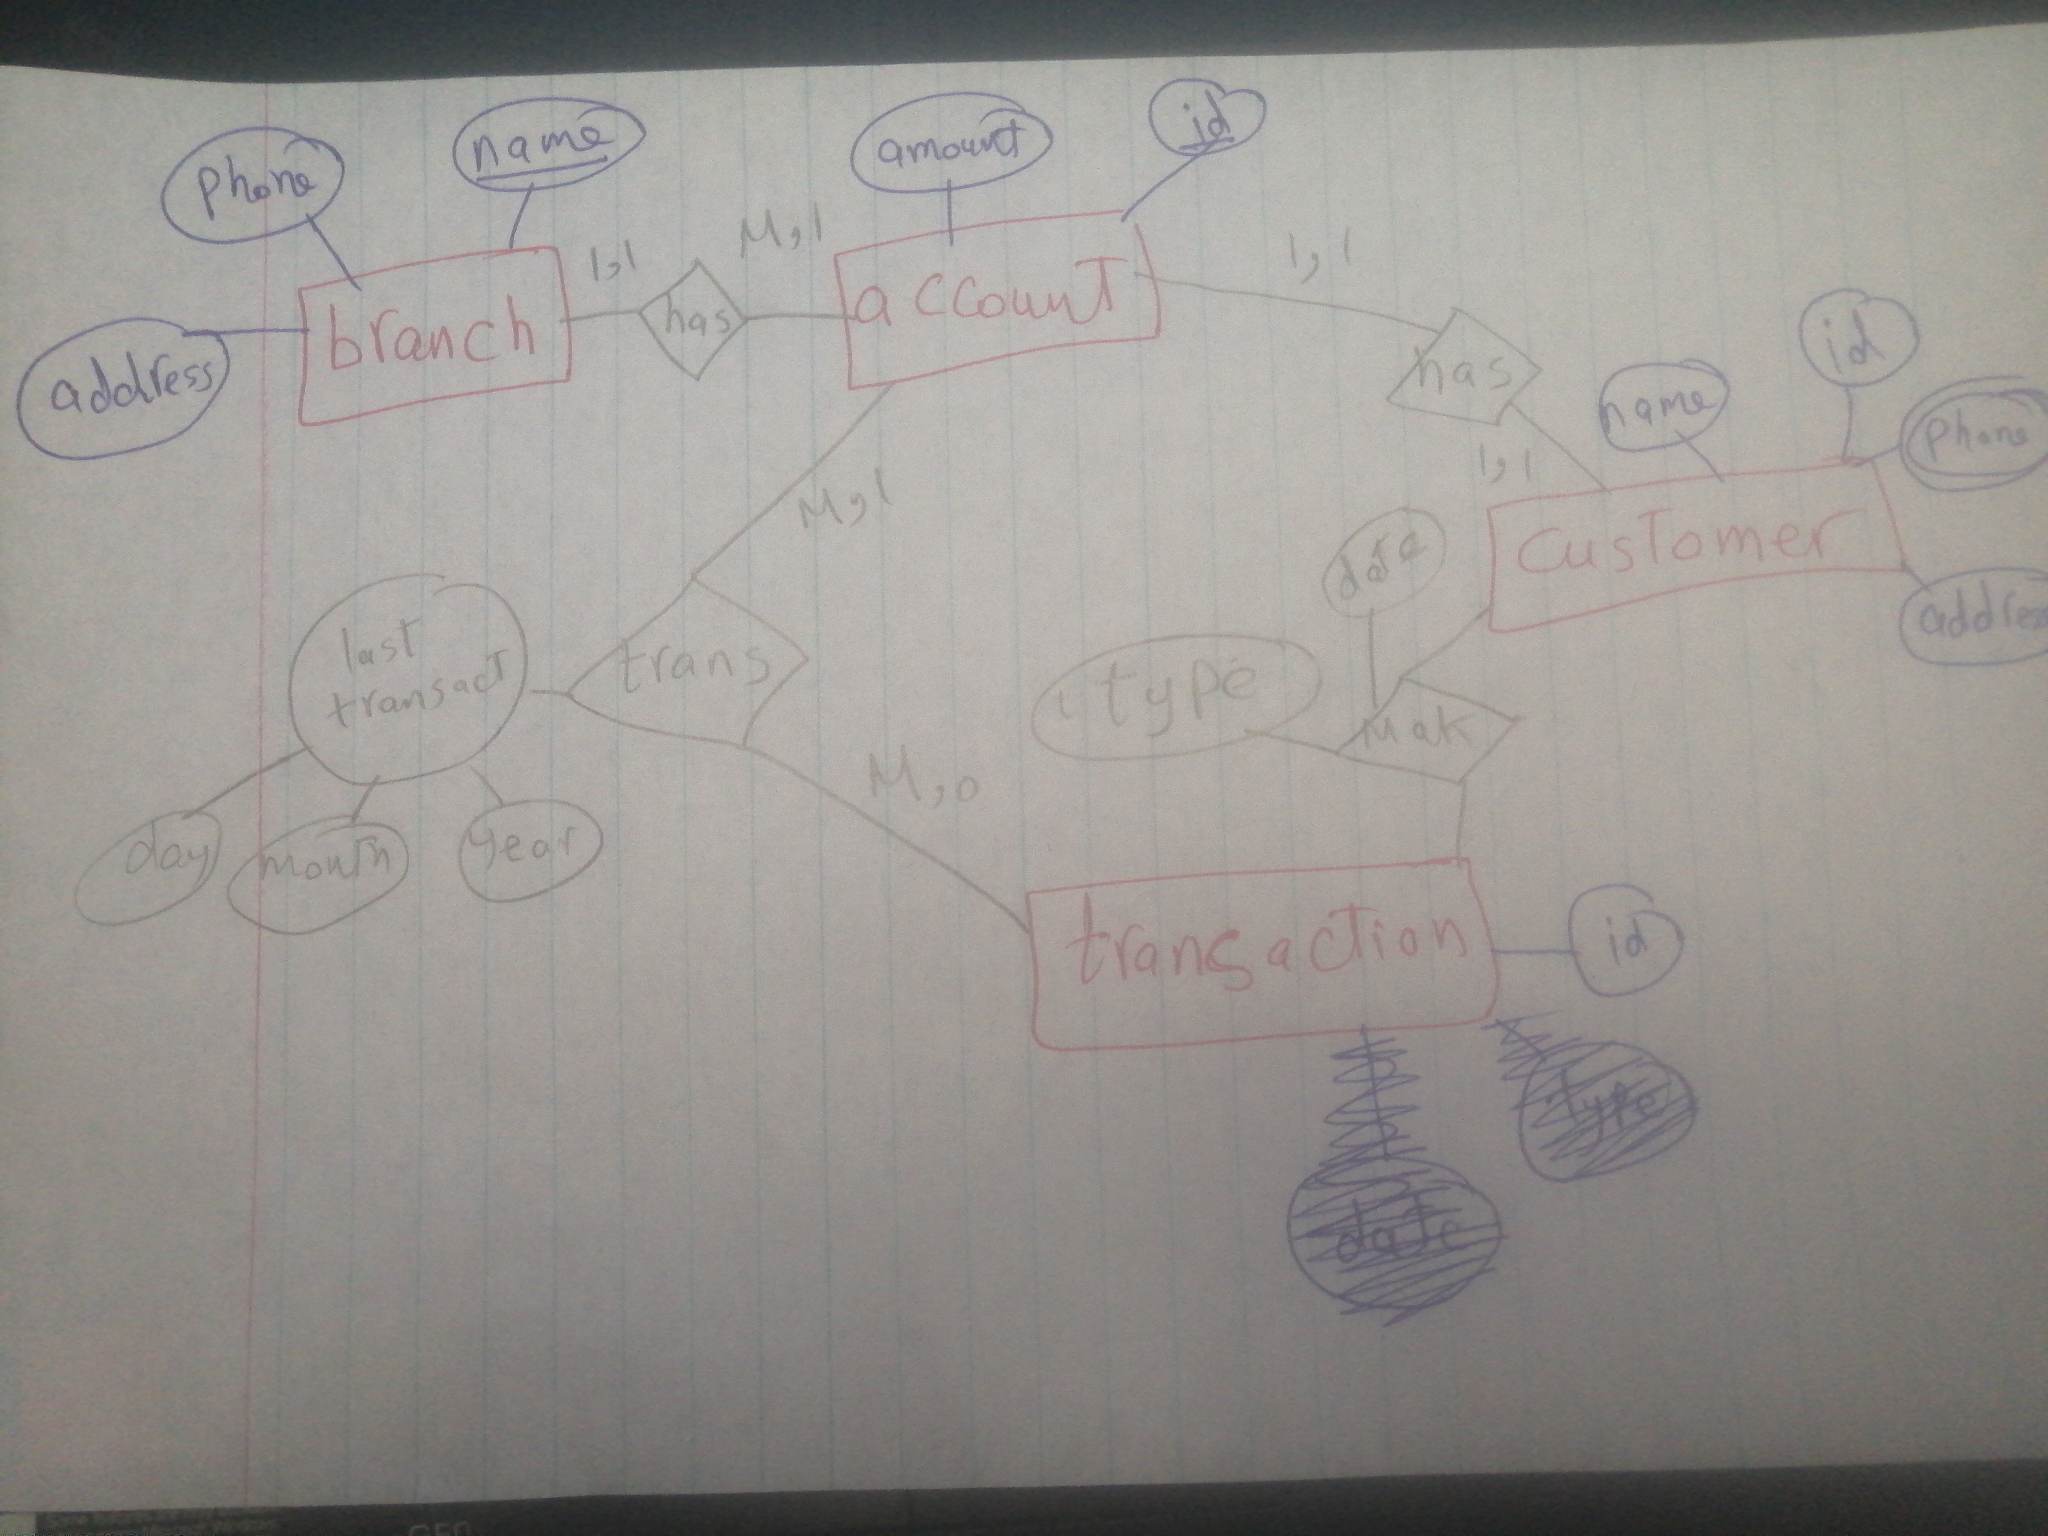 phone
name
amount
id
1,1
M,1
1,1
address
branch
has
account
has
id
name
phone
1,1
customer
address
M,1
date
last
transact
trans
type
Mak
M,0
day
month
year
transaction
id
type
date